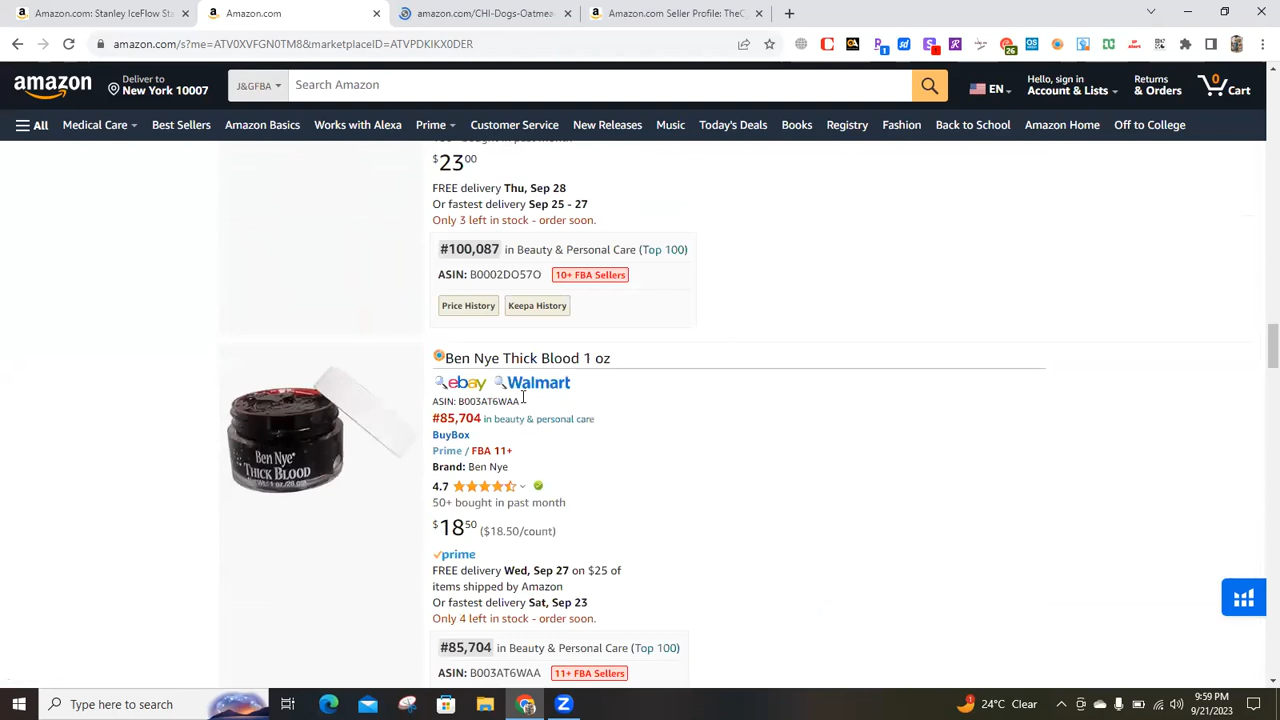 Amazon.com: Stanley IceFlow Sta
Amazon.com
amazon.com/CHI-Dogs-Oatmea
Amazon.com Seller Profile: TheC
1
1
26
Deliver to
New York 10007
amazon
J&GFBA
Search Amazon
EN
Hello, sign in
Account & Lists
Returns
& Orders
0
Cart
All
Medical Care
Best Sellers
Amazon Basics
Works with Alexa
Prime
Customer Service
New Releases
Music
Today's Deals
Books
Registry
Fashion
Back to School
Amazon Home
Off to College
$23 00
FREE delivery Thu, Sep 28
Or fastest delivery Sep 25 - 27
Only 3 left in stock - order soon.
#100,087 in Beauty & Personal Care (Top 100)
ASIN: B0002DO57O 10+ FBA Sellers
Price History Keepa History
Ben Nye Thick Blood 1 oz
ebay Walmart
ASIN: B003AT6WAA
#85,704 in beauty & personal care
BuyBox
Prime / FBA 11+
Brand: Ben Nye
4.7
50+ bought in past month
$18 50 ($18.50/count)
prime
FREE delivery Wed, Sep 27 on $25 of
items shipped by Amazon
Or fastest delivery Sat, Sep 23
Only 4 left in stock - order soon.
#85,704 in Beauty & Personal Care (Top 100)
ASIN: B003AT6WAA 11+ FBA Sellers
BEN NYE
THICK BLOOD
Type here to search
24°C Clear
9:59 PM
9/21/2023